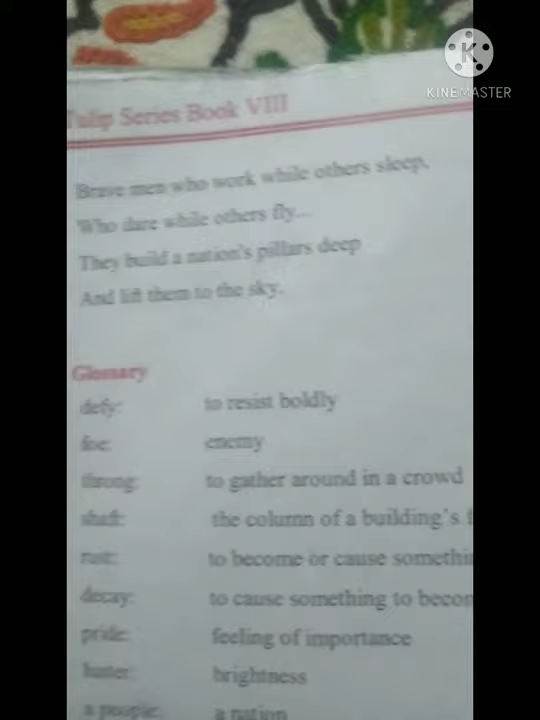 KINEMASTER
Tulip Series Book VIII
Brave men who work while others sleep,
Who dare while others fly...
They build a nation's pillars deep
And lift them to the sky.
Glossary
defy: to resist boldly
foe: enemy
throng: to gather around in a crowd
shaft: the column of a building's
rust: to become or cause
decay: to cause something to
pride: feeling of importance
luster: brightness
a people: a nation